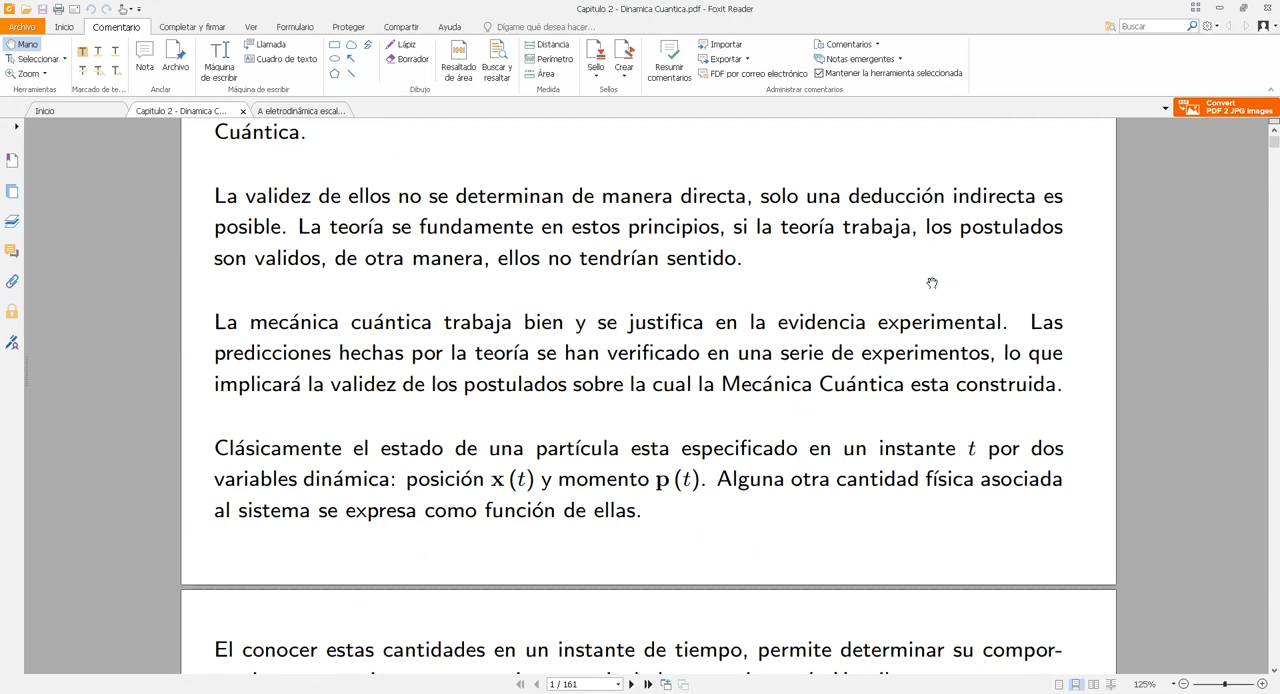 Capitulo 2 - Dinamica Cuantica.pdf - Foxit Reader
Archivo Inicio Comentario Completar y firmar Ver Formulario Proteger Compartir Ayuda Dígame qué desea hacer... Buscar
Mano
Seleccionar
Zoom
Herramientas
Marcado de te...
Nota
Archivo
Anclar
Máquina de escribir
Llamada
Cuadro de texto
Máquina de escribir
Lápiz
Borrador
Dibujo
Resaltado de área
Buscar y resaltar
Distancia
Perímetro
Área
Medida
Sello
Crear
Sellos
Resumir comentarios
Importar
Exportar
PDF por correo electrónico
Comentarios
Notas emergentes
Mantener la herramienta seleccionada
Administrar comentarios
Inicio Capitulo 2 - Dinamica C... A eletrodinâmica escal...
Convert
PDF 2 JPG Images
Cuántica.
La validez de ellos no se determinan de manera directa, solo una deducción indirecta es
posible. La teoría se fundamente en estos principios, si la teoría trabaja, los postulados
son validos, de otra manera, ellos no tendrían sentido.
La mecánica cuántica trabaja bien y se justifica en la evidencia experimental. Las
predicciones hechas por la teoría se han verificado en una serie de experimentos, lo que
implicará la validez de los postulados sobre la cual la Mecánica Cuántica esta construida.
Clásicamente el estado de una partícula esta especificado en un instante t por dos
variables dinámica: posición x (t) y momento p (t). Alguna otra cantidad física asociada
al sistema se expresa como función de ellas.
El conocer estas cantidades en un instante de tiempo, permite determinar su compor-
1 / 161
125%